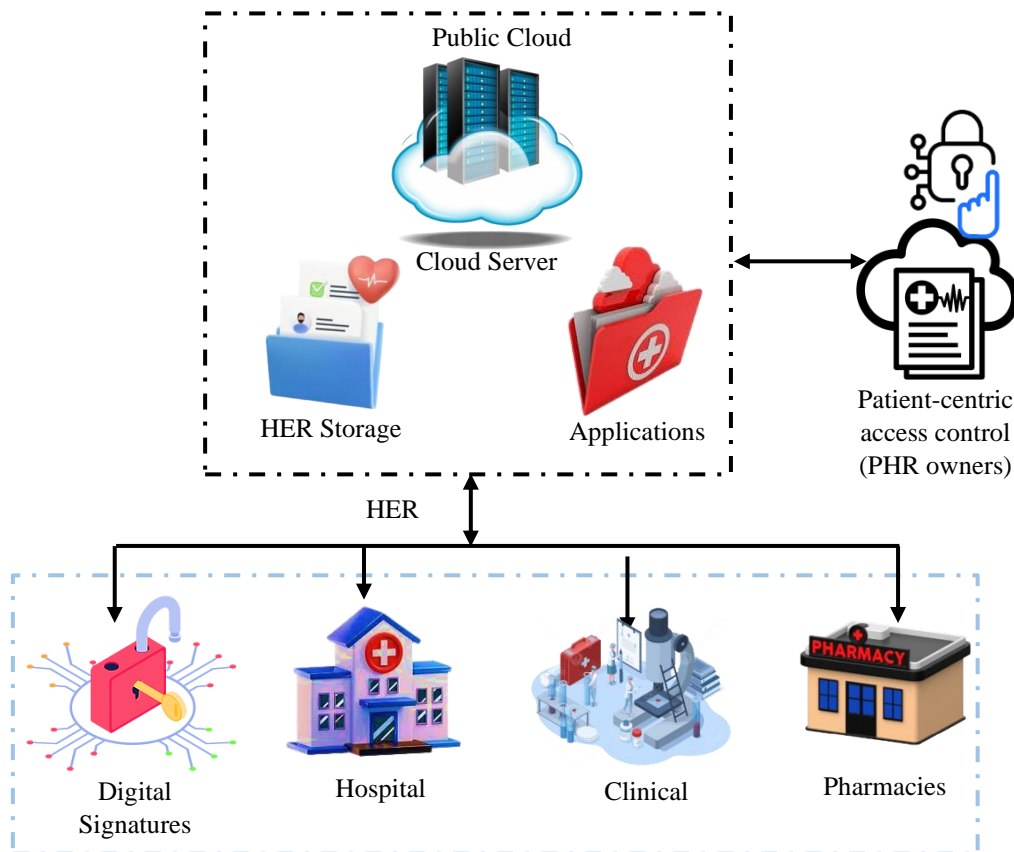 Public Cloud
Cloud Server
HER Storage
Applications
Patient-centric
access control
(PHR owners)
HER
PHARMACY
Digital
Signatures
Hospital
Clinical
Pharmacies